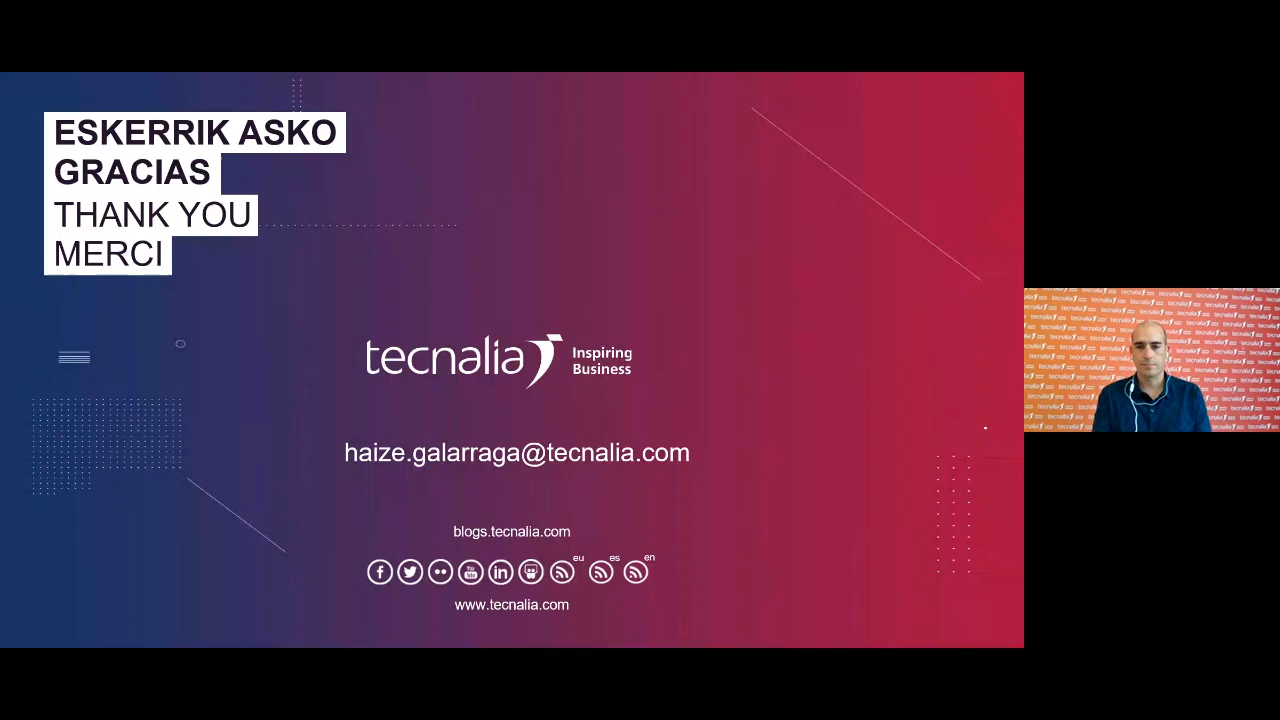 ESKERRIK ASKO
GRACIAS
THANK YOU
MERCI
tecnalia Inspiring
Business
haize.galarraga@tecnalia.com
blogs.tecnalia.com
eu es en
www.tecnalia.com